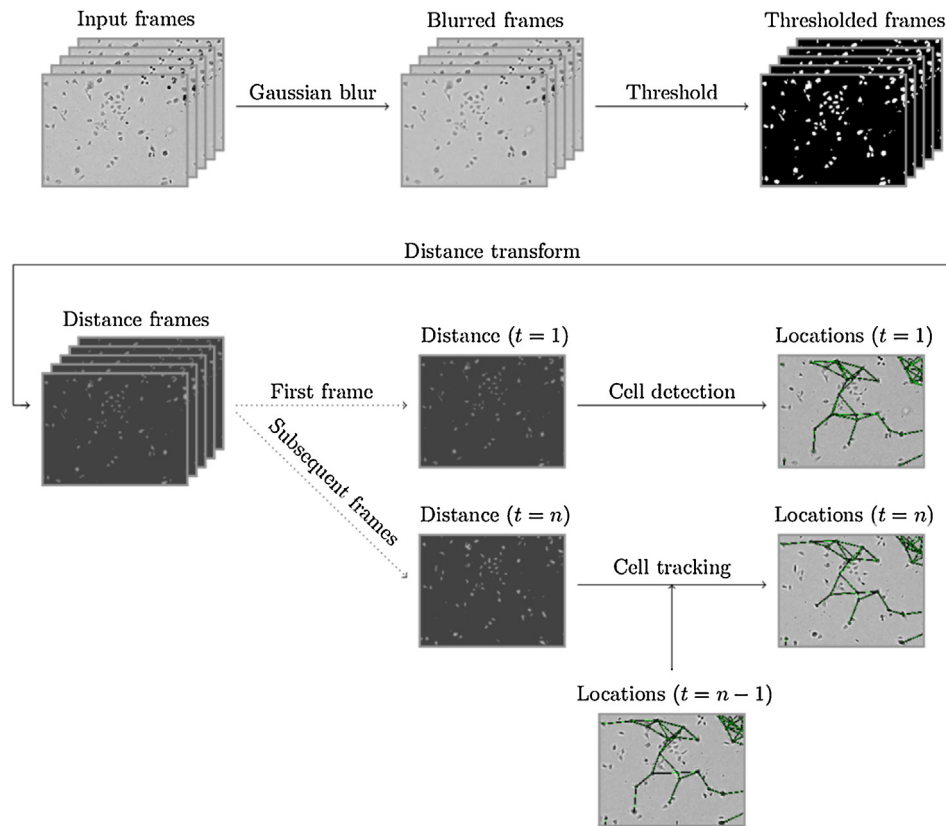 Input frames
Blurred frames
Thresholded frames
Gaussian blur
Threshold
Distance transform
Distance frames
Distance (t = 1)
Locations (t = 1)
First frame
Cell detection
Subsequent frames
Distance (t = n)
Locations (t = n)
Cell tracking
Locations (t = n − 1)